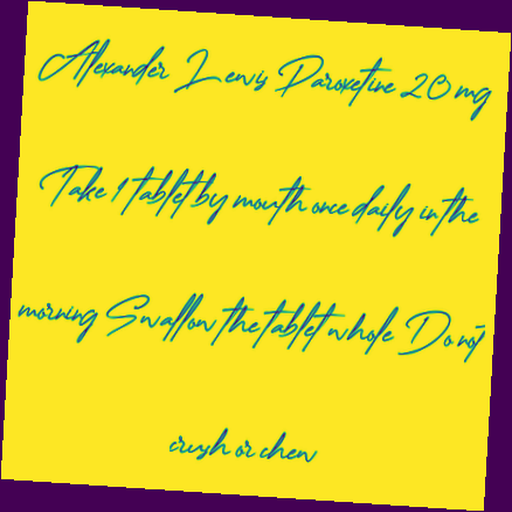 Alexander Lewis Paroxetine 20 mg
Take 1 tablet by mouth once daily in the
morning Swallow the tablet whole Do not
crush or chew